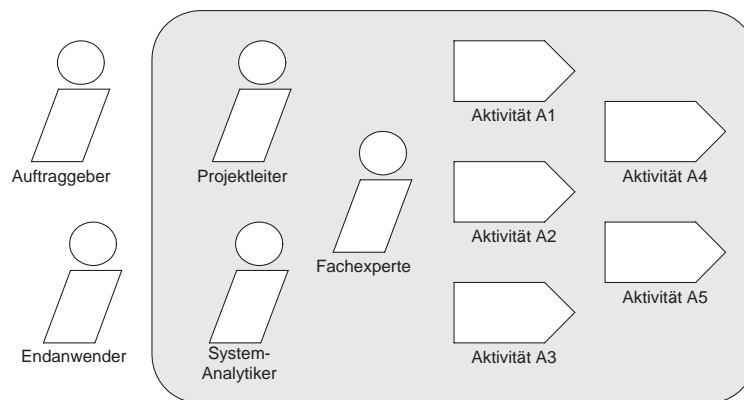 Auftraggeber
Projektleiter
Aktivität A1
Aktivität A4
Fachexperte
Aktivität A2
Endanwender
System-
Analytiker
Aktivität A3
Aktivität A5